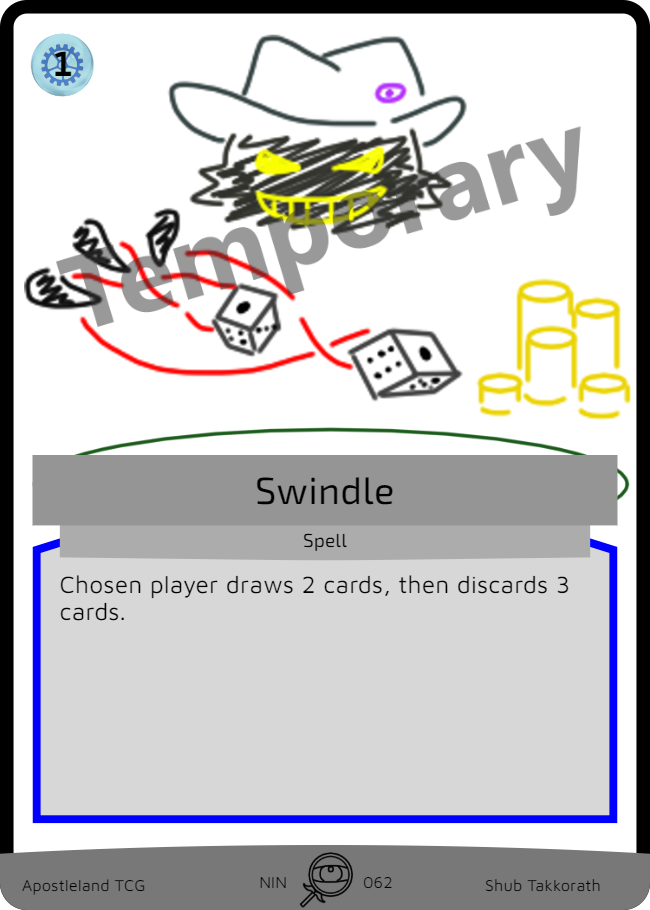 1
Temporary
Swindle
Spell
Chosen player draws 2 cards, then discards 3
cards.
Apostleland TCG
NIN
062
Shub Takkorath